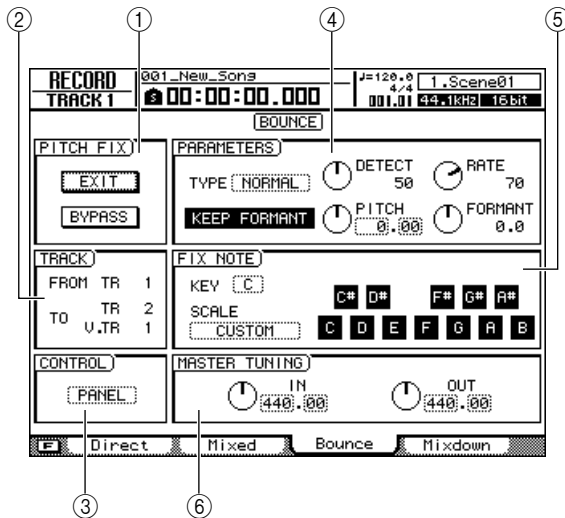 ② ① ④ ⑤
RECORD
TRACK 1
001_New_Song
S 00:00:00.000
♩=120.0
4/4
001.01
1.Scene01
44.1kHz 16bit
BOUNCE
PITCH FIX
EXIT
BYPASS
PARAMETERS
TYPE NORMAL
DETECT
50
RATE
70
KEEP FORMANT
PITCH
0.00
FORMANT
0.0
TRACK
FROM TR 1
TO TR 2
V.TR 1
FIX NOTE
KEY C
SCALE
CUSTOM
C# D# F# G# A#
C D E F G A B
CONTROL
PANEL
MASTER TUNING
IN
440.00
OUT
440.00
F Direct Mixed Bounce Mixdown
③ ⑥